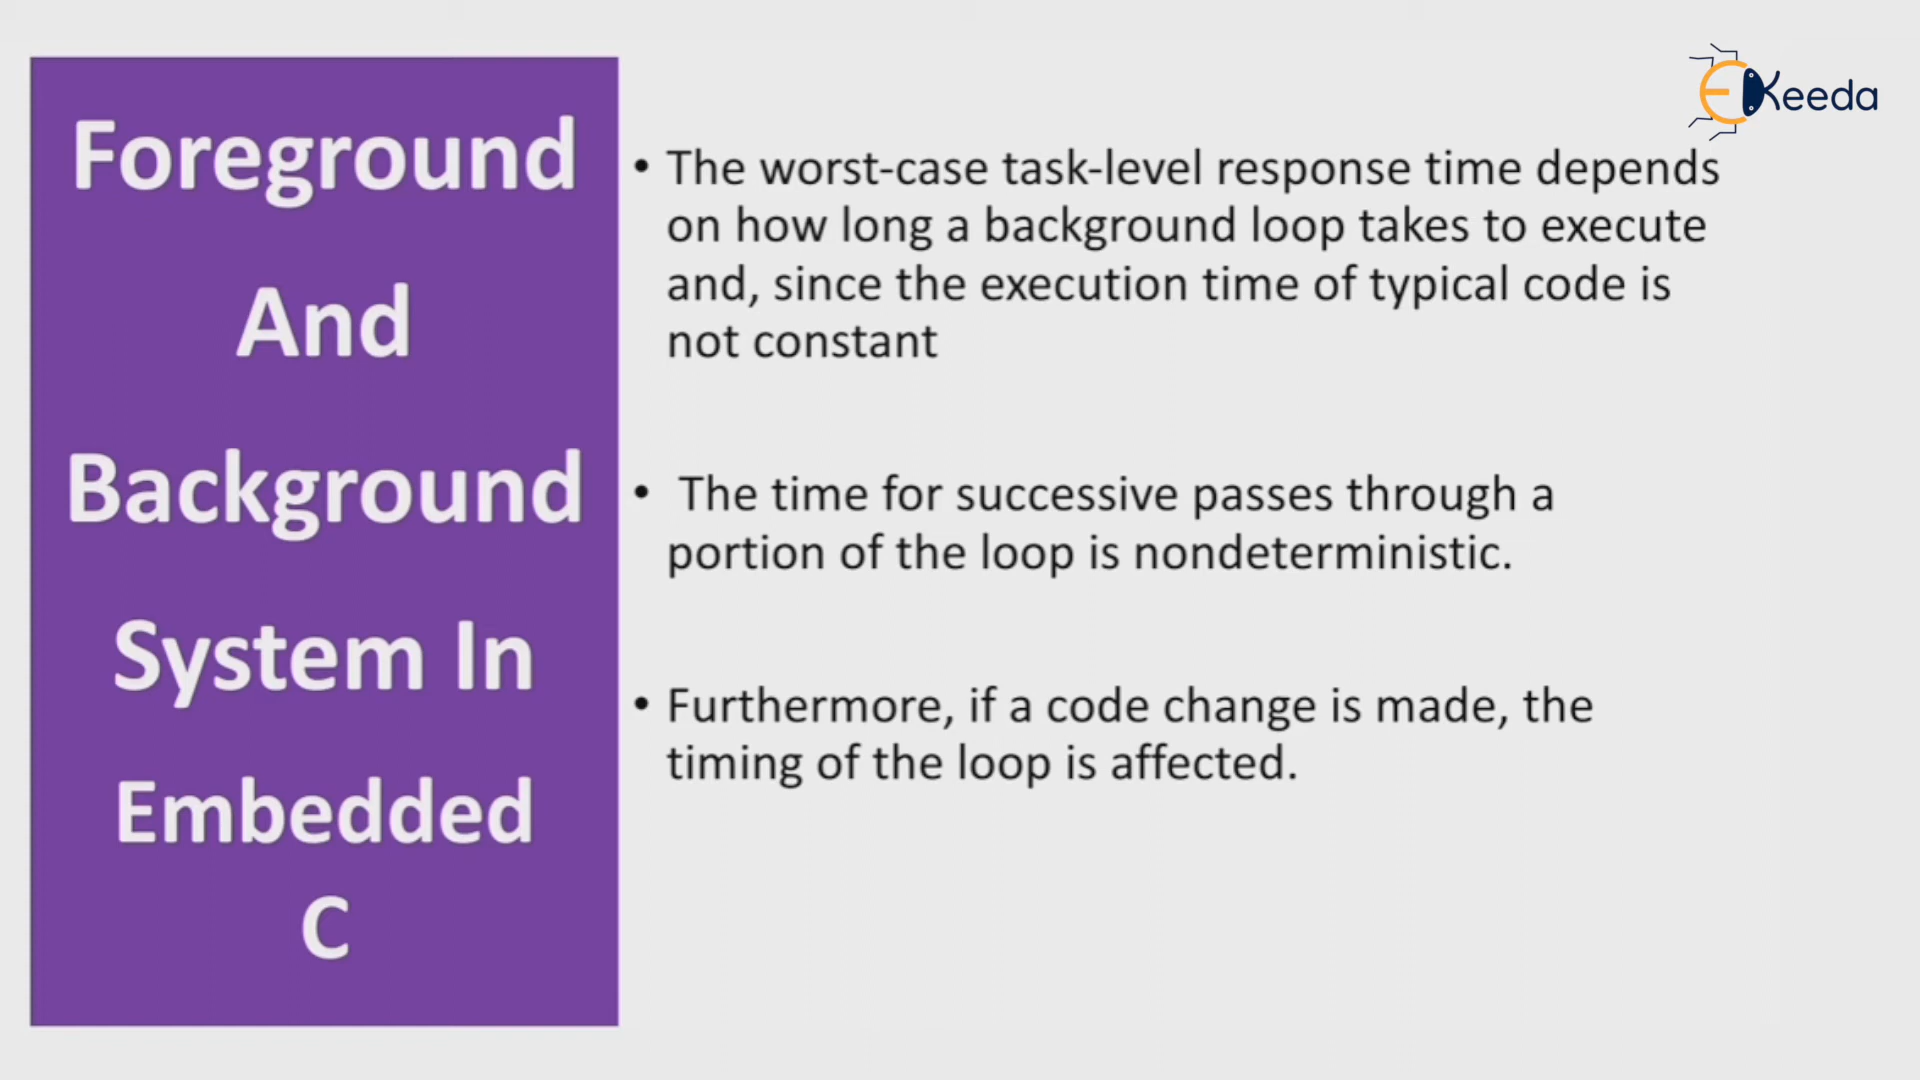 Foreground
And
Background
System In
Embedded
C
EKeeda
• The worst-case task-level response time depends
on how long a background loop takes to execute
and, since the execution time of typical code is
not constant
• The time for successive passes through a
portion of the loop is nondeterministic.
• Furthermore, if a code change is made, the
timing of the loop is affected.